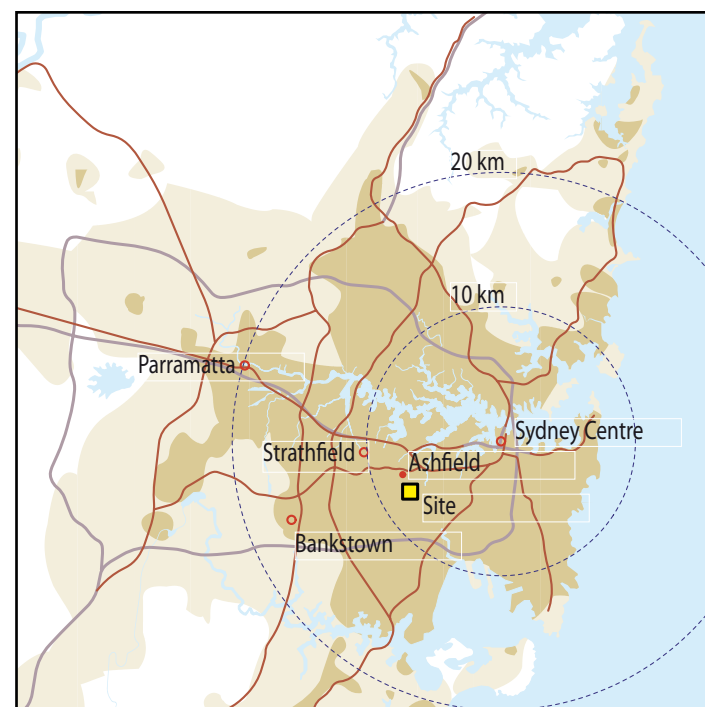 20 km
10 km
Parramatta
Sydney Centre
Strathfield
Ashfield
Site
Bankstown